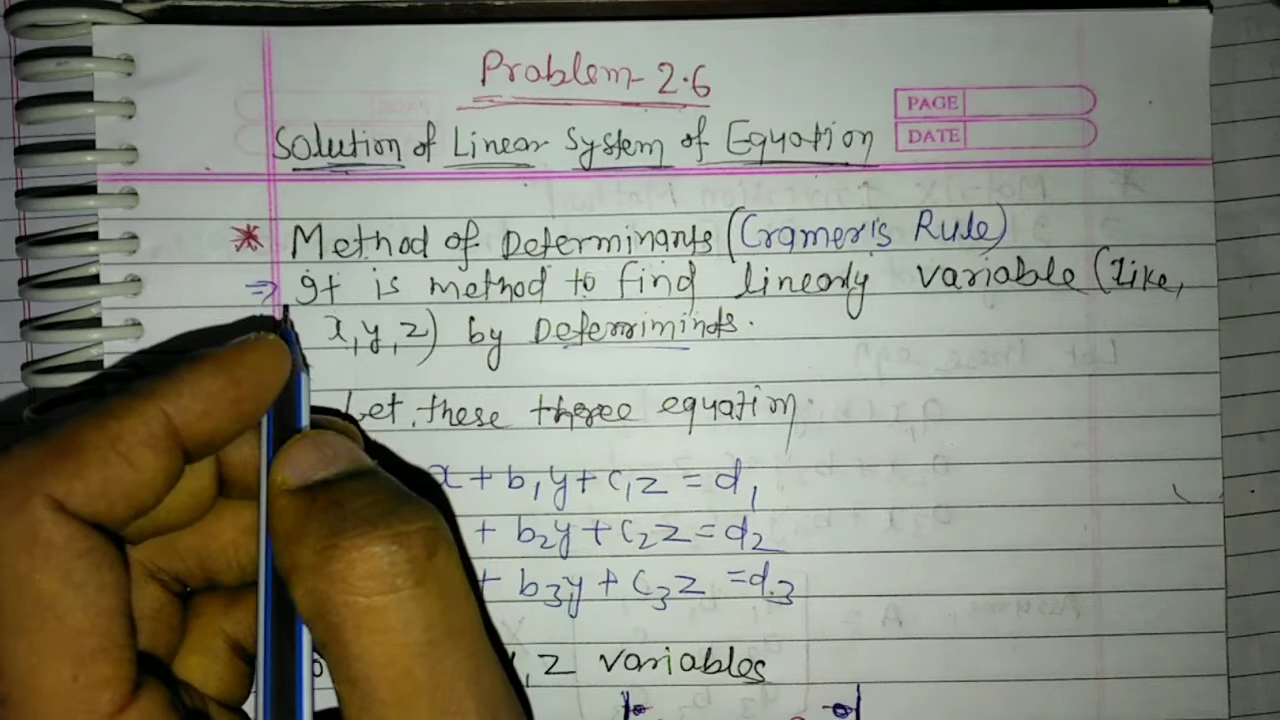 Problem-2.6
PAGE
DATE
Solution of Linear System of Equation
* Method of Determinants (Cramer's Rule)
⇒ It is method to find linearly variable (Like,
x,y,z) by Determinds.
Let, these three equation
x + b₁y + c₁z = d₁
+ b₂y + c₂z = d₂
+ b₃y + c₃z = d₃
, z variables